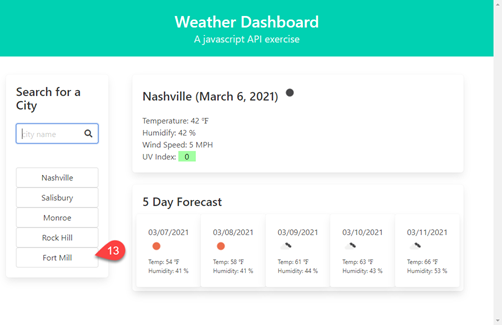 Weather Dashboard
A javascript API exercise
Search for a
City
city name
Nashville
Salisbury
Monroe
Rock Hill
Fort Mill
13
Nashville (March 6, 2021)
Temperature: 42 °F
Humidify: 42 %
Wind Speed: 5 MPH
UV Index: 0
5 Day Forecast
03/07/2021
Temp: 54 °F
Humidity: 41 %
03/08/2021
Temp: 58 °F
Humidity: 41 %
03/09/2021
Temp: 61 °F
Humidity: 44 %
03/10/2021
Temp: 63 °F
Humidity: 43 %
03/11/2021
Temp: 66 °F
Humidity: 53 %